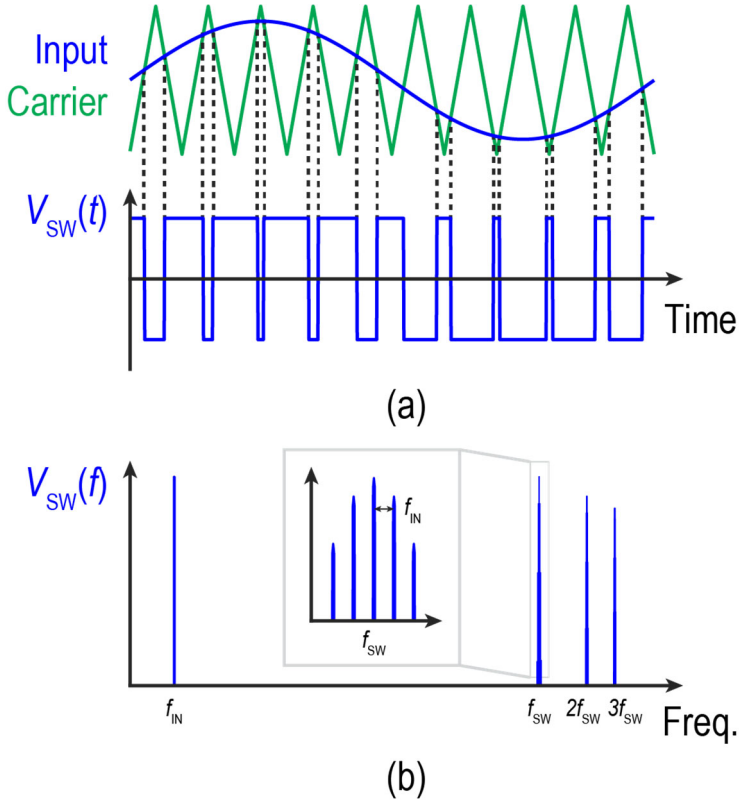 Input
Carrier
V_SW(t)
Time
(a)
V_SW(f)
f_IN
f_SW
f_IN
f_SW
2f_SW
3f_SW
Freq.
(b)